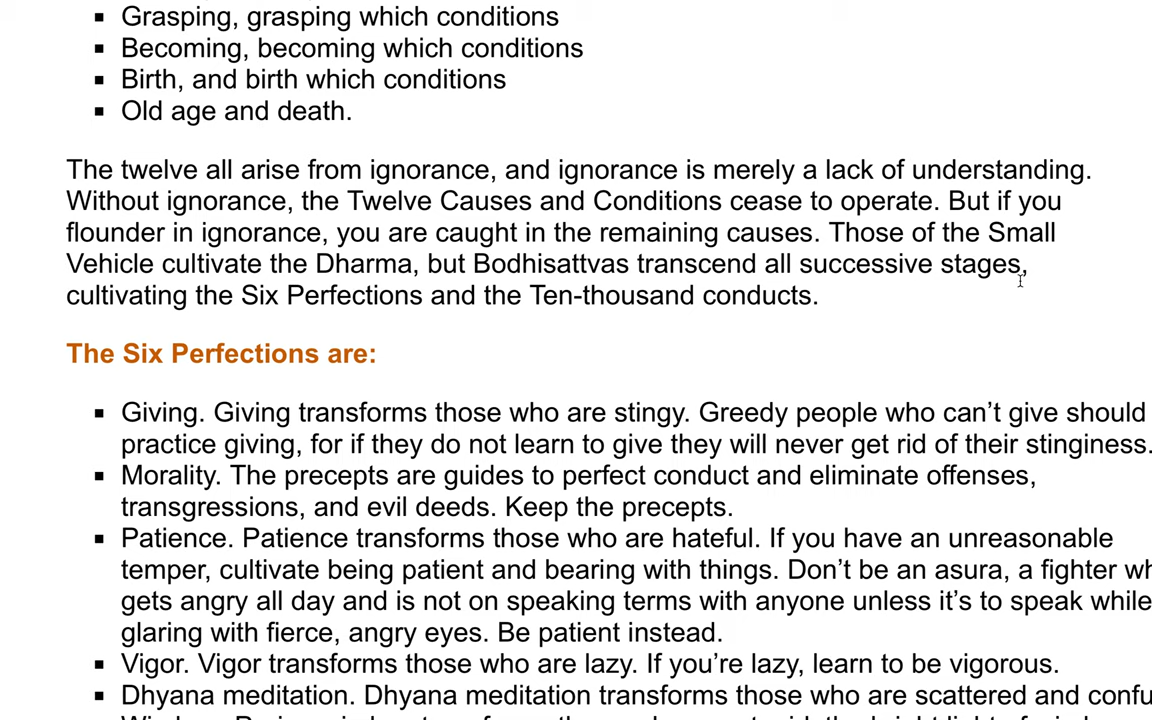 ▪ Grasping, grasping which conditions
▪ Becoming, becoming which conditions
▪ Birth, and birth which conditions
▪ Old age and death.
The twelve all arise from ignorance, and ignorance is merely a lack of understanding.
Without ignorance, the Twelve Causes and Conditions cease to operate. But if you
flounder in ignorance, you are caught in the remaining causes. Those of the Small
Vehicle cultivate the Dharma, but Bodhisattvas transcend all successive stages,
cultivating the Six Perfections and the Ten-thousand conducts.
The Six Perfections are:
▪ Giving. Giving transforms those who are stingy. Greedy people who can’t give should
practice giving, for if they do not learn to give they will never get rid of their stinginess.
▪ Morality. The precepts are guides to perfect conduct and eliminate offenses,
transgressions, and evil deeds. Keep the precepts.
▪ Patience. Patience transforms those who are hateful. If you have an unreasonable
temper, cultivate being patient and bearing with things. Don’t be an asura, a fighter wh
gets angry all day and is not on speaking terms with anyone unless it’s to speak while
glaring with fierce, angry eyes. Be patient instead.
▪ Vigor. Vigor transforms those who are lazy. If you’re lazy, learn to be vigorous.
▪ Dhyana meditation. Dhyana meditation transforms those who are scattered and confu